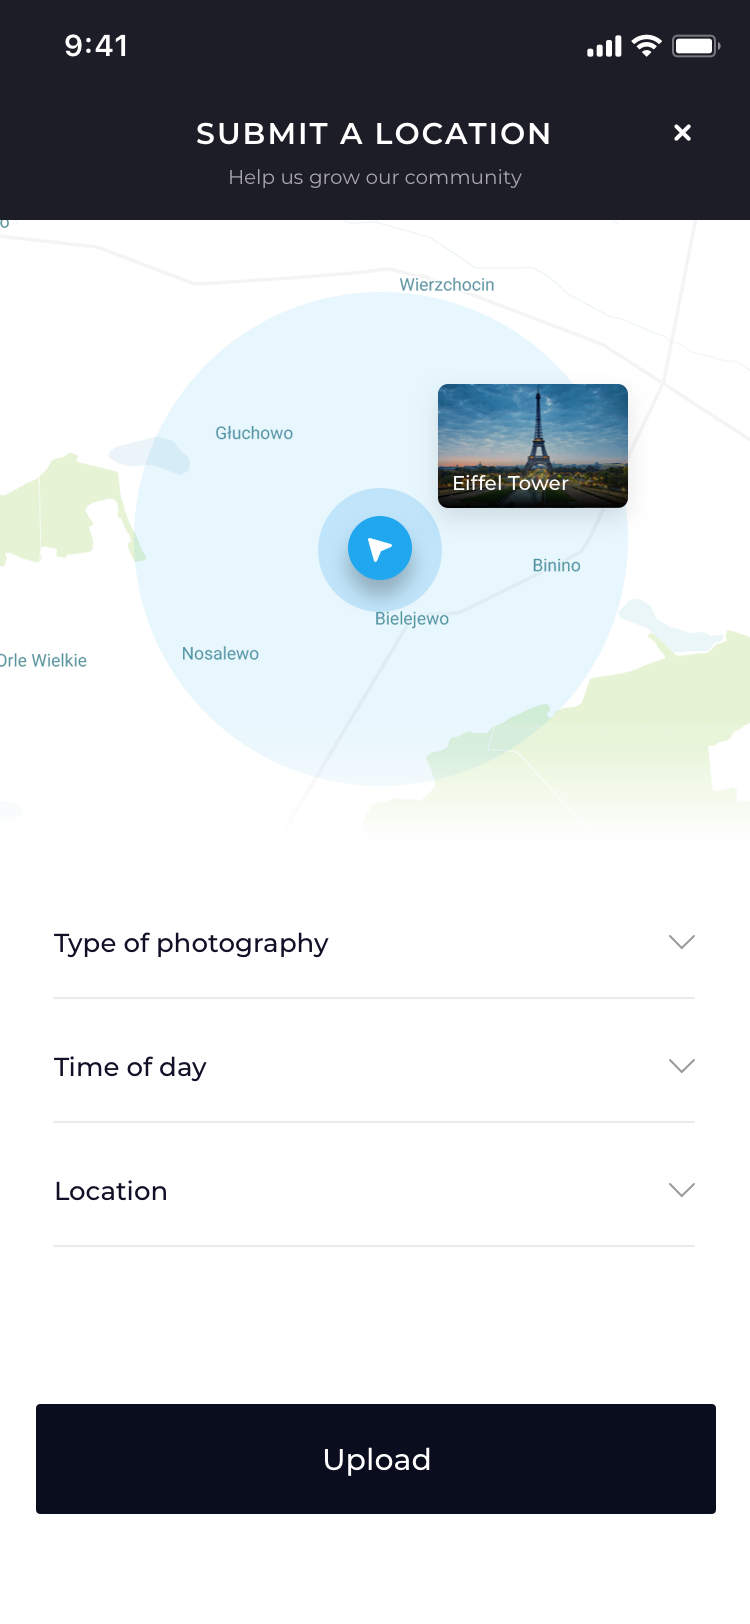 9:41
SUBMIT A LOCATION
Help us grow our community
Wierzchocin
Głuchowo
Eiffel Tower
Binino
Bielejewo
Nosalewo
Orle Wielkie
Type of photography
Time of day
Location
Upload